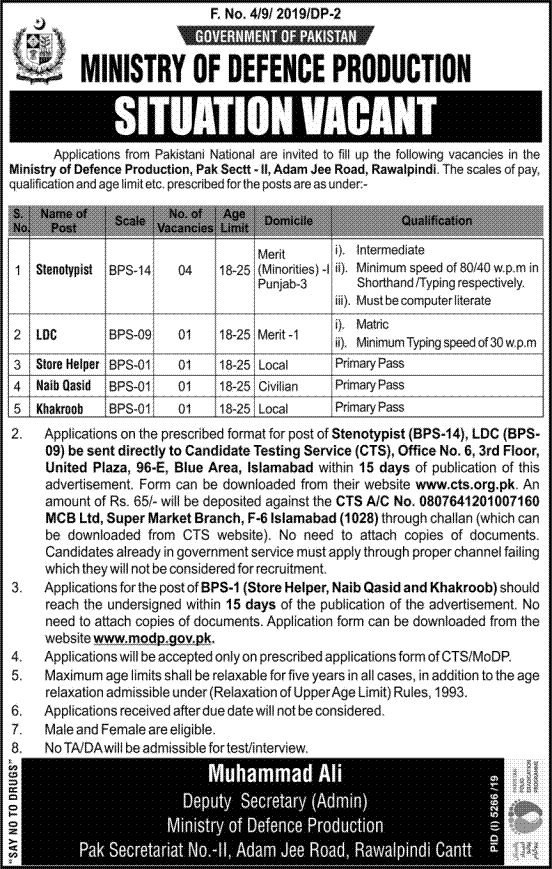 F. No. 4/9/ 2019/DP-2
GOVERNMENT OF PAKISTAN
MINISTRY OF DEFENCE PRODUCTION
SITUATION VACANT
Applications from Pakistani National are invited to fill up the following vacancies in the
Ministry of Defence Production, Pak Sectt - II, Adam Jee Road, Rawalpindi. The scales of pay,
qualification and age limit etc. prescribed for the posts are as under:-
S. No. Name of Post Scale No. of Vacancies Age Limit Domicile Qualification
1 Stenotypist BPS-14 04 18-25 Merit (Minorities) -I Punjab-3 i). Intermediate
ii). Minimum speed of 80/40 w.p.m in
Shorthand /Typing respectively.
iii). Must be computer literate
2 LDC BPS-09 01 18-25 Merit -1 i). Matric
ii). Minimum Typing speed of 30 w.p.m
3 Store Helper BPS-01 01 18-25 Local Primary Pass
4 Naib Qasid BPS-01 01 18-25 Civilian Primary Pass
5 Khakroob BPS-01 01 18-25 Local Primary Pass
2. Applications on the prescribed format for post of Stenotypist (BPS-14), LDC (BPS-
09) be sent directly to Candidate Testing Service (CTS), Office No. 6, 3rd Floor,
United Plaza, 96-E, Blue Area, Islamabad within 15 days of publication of this
advertisement. Form can be downloaded from their website www.cts.org.pk. An
amount of Rs. 65/- will be deposited against the CTS A/C No. 0807641201007160
MCB Ltd, Super Market Branch, F-6 Islamabad (1028) through challan (which can
be downloaded from CTS website). No need to attach copies of documents.
Candidates already in government service must apply through proper channel failing
which they will not be considered for recruitment.
3. Applications for the post of BPS-1 (Store Helper, Naib Qasid and Khakroob) should
reach the undersigned within 15 days of the publication of the advertisement. No
need to attach copies of documents. Application form can be downloaded from the
website www.modp.gov.pk.
4. Applications will be accepted only on prescribed applications form of CTS/MoDP.
5. Maximum age limits shall be relaxable for five years in all cases, in addition to the age
relaxation admissible under (Relaxation of Upper Age Limit) Rules, 1993.
6. Applications received after due date will not be considered.
7. Male and Female are eligible.
8. No TA/DA will be admissible for test/interview.
"SAY NO TO DRUGS"
Muhammad Ali
Deputy Secretary (Admin)
Ministry of Defence Production
Pak Secretariat No.-II, Adam Jee Road, Rawalpindi Cantt
PID (I) 5266 /19
PAKISTAN
POLIO
ERADICATION
PROGRAMME